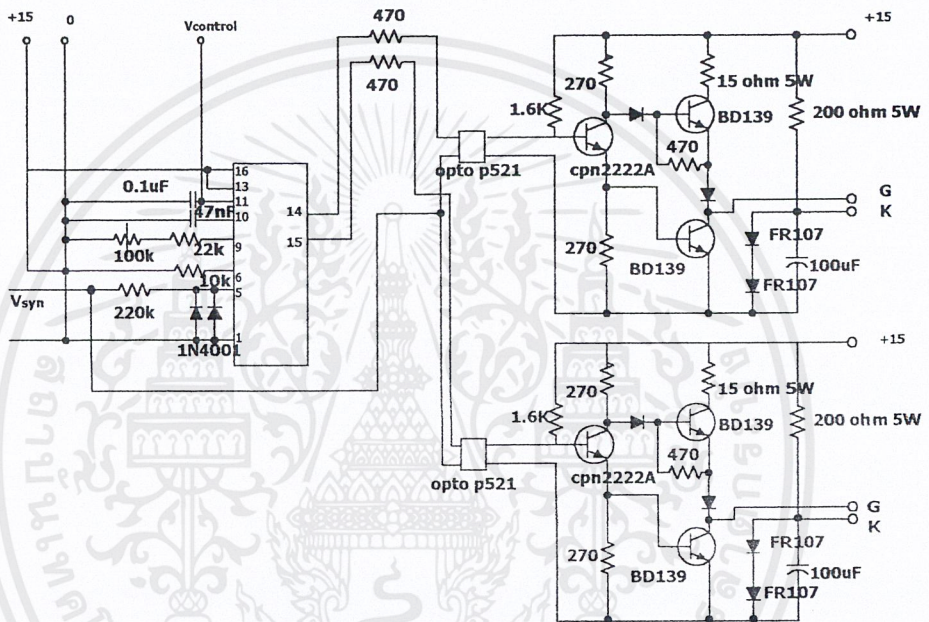 +15
0
Vcontrol
470
470
16
13
11
10
9
6
5
1
14
15
0.1uF
47nF
100k
22k
10k
Vsyn
220k
1N4001
opto p521
+15
270
1.6K
15 ohm 5W
BD139
200 ohm 5W
470
cpn2222A
G
K
270
BD139
FR107
100uF
FR107
+15
270
1.6K
15 ohm 5W
BD139
200 ohm 5W
470
cpn2222A
opto p521
G
K
270
BD139
FR107
100uF
FR107